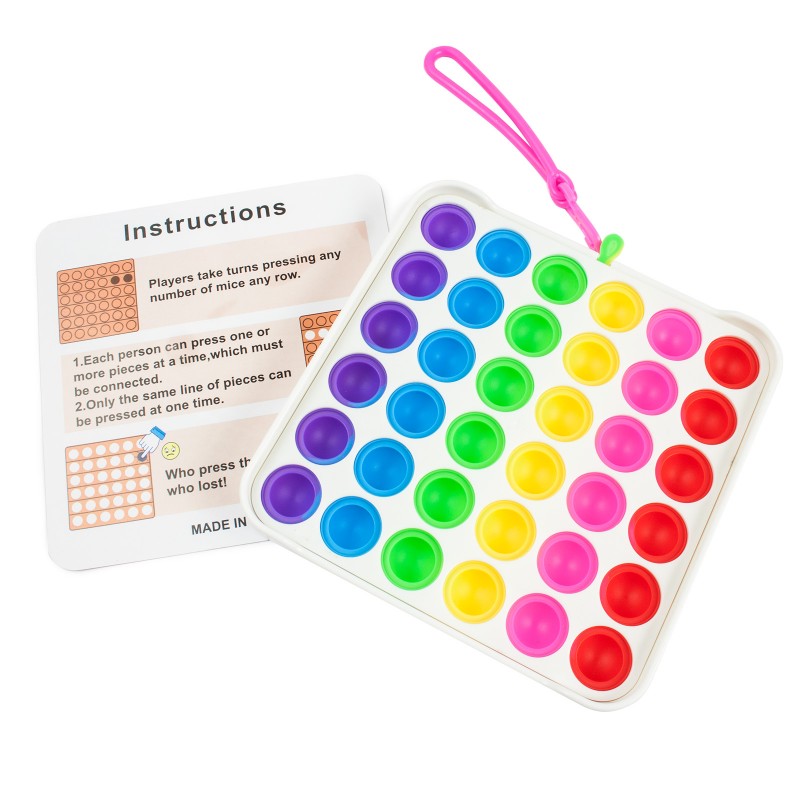 Instructions
Players take turns pressing any
number of mice any row.
1.Each person can press one or
more pieces at a time,which must
be connected.
2.Only the same line of pieces can
be pressed at one time.
Who press
who lost!
MADE IN